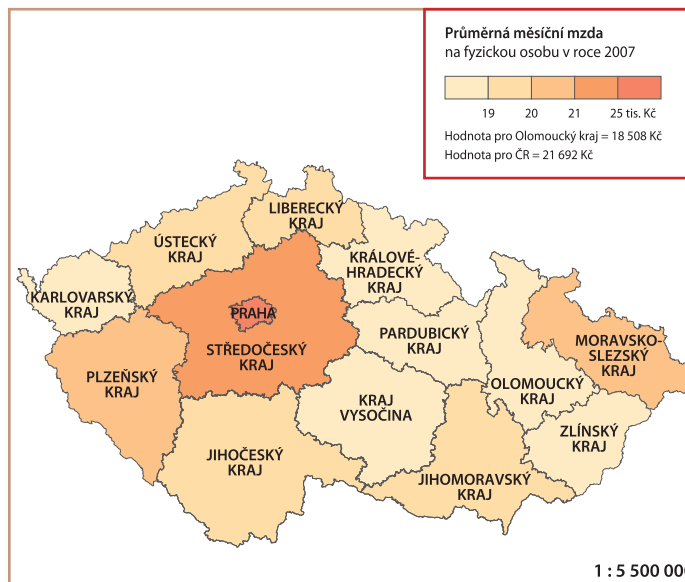 Průměrná měsíční mzda
na fyzickou osobu v roce 2007
19 20 21 25 tis. Kč
Hodnota pro Olomoucký kraj = 18 508 Kč
Hodnota pro ČR = 21 692 Kč
LIBERECKÝ
KRAJ
ÚSTECKÝ
KRAJ
KRÁLOVÉ-
HRADECKÝ
KRAJ
KARLOVARSKÝ
KRAJ
PRAHA
STŘEDOČESKÝ
KRAJ
PARDUBICKÝ
KRAJ
MORAVSKO-
SLEZSKÝ
KRAJ
PLZEŇSKÝ
KRAJ
OLOMOUCKÝ
KRAJ
KRAJ
VYSOČINA
ZLÍNSKÝ
KRAJ
JIHOČESKÝ
KRAJ
JIHOMORAVSKÝ
KRAJ
1 : 5 500 000